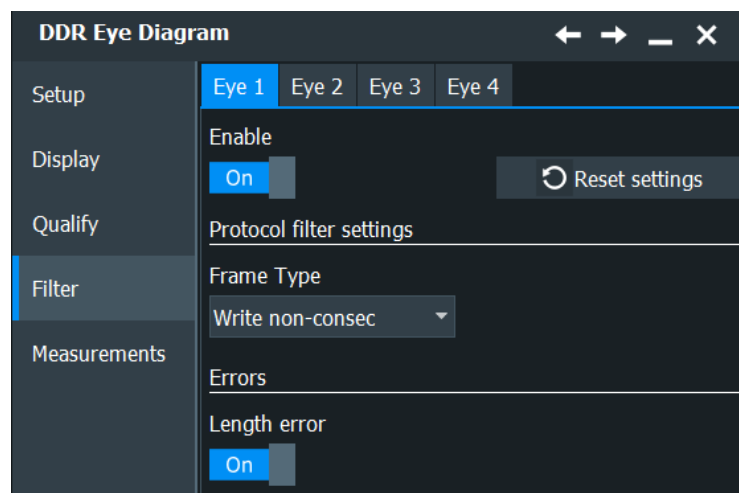 DDR Eye Diagram
Setup
Display
Qualify
Filter
Measurements
Eye 1 Eye 2 Eye 3 Eye 4
Enable
On
Reset settings
Protocol filter settings
Frame Type
Write non-consec
Errors
Length error
On